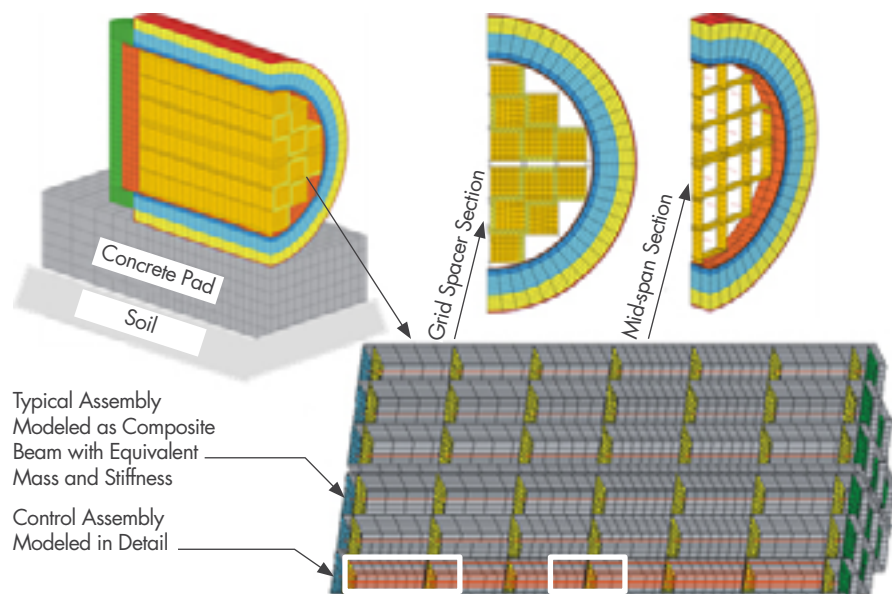 Concrete Pad
Soil
Grid Spacer Section
Mid-span Section
Typical Assembly
Modeled as Composite
Beam with Equivalent
Mass and Stiffness
Control Assembly
Modeled in Detail